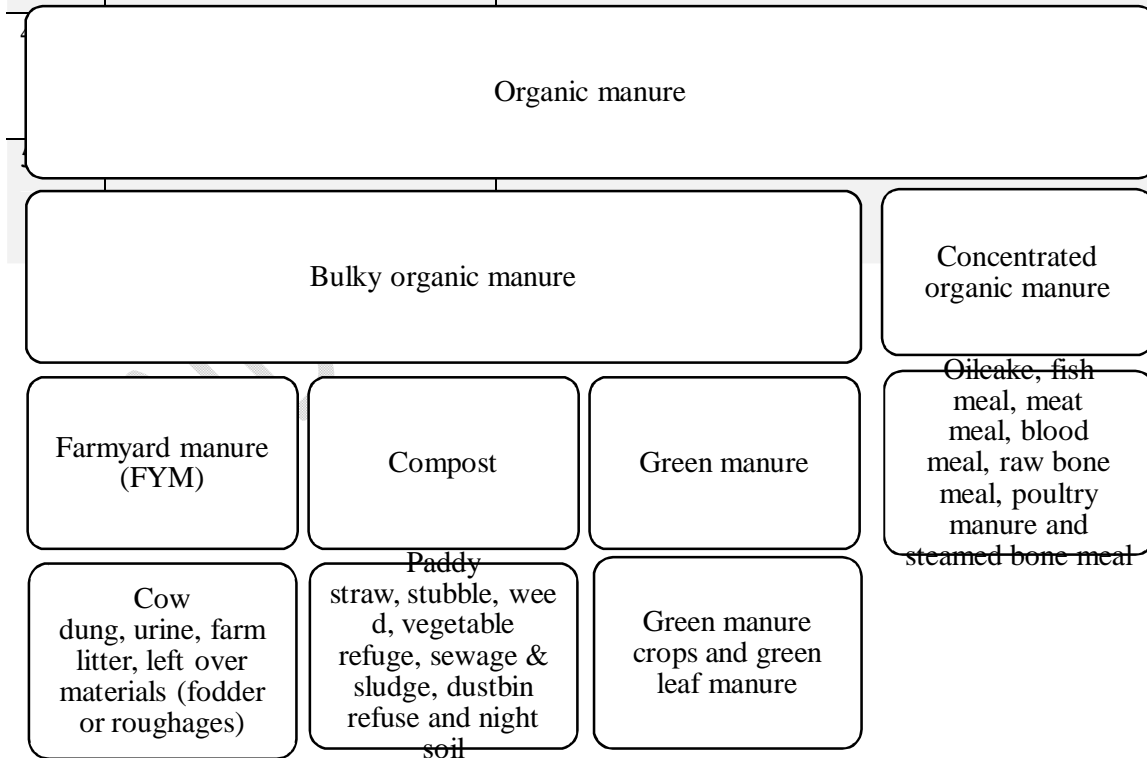 Organic manure
Bulky organic manure
Concentrated
organic manure
Farmyard manure
(FYM)
Compost
Green manure
Oilcake, fish
meal, meat
meal, blood
meal, raw bone
meal, poultry
manure and
steamed bone meal
Cow
dung, urine, farm
litter, left over
materials (fodder
or roughages)
Paddy
straw, stubble, wee
d, vegetable
refuge, sewage &
sludge, dustbin
refuse and night
soil
Green manure
crops and green
leaf manure